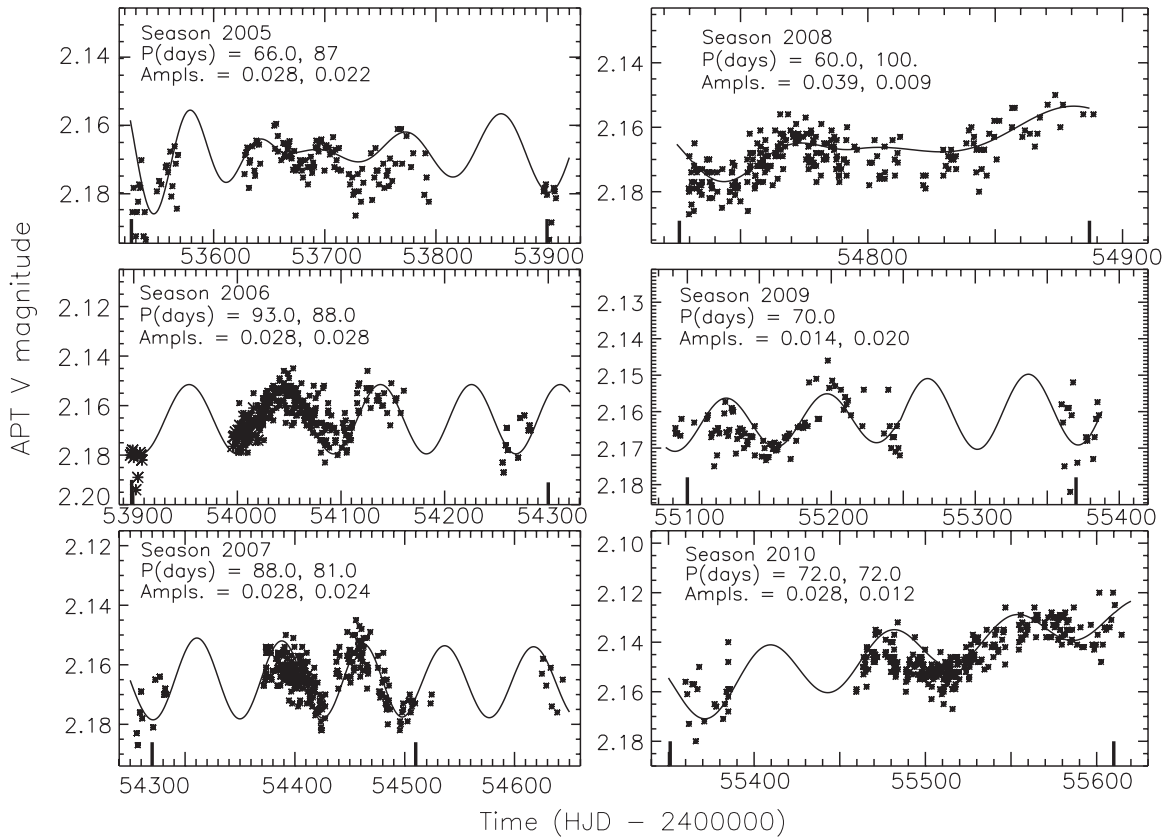 Season 2005
P(days) = 66.0, 87
Ampls. = 0.028, 0.022
2.14
2.16
2.18
53600 53700 53800 53900
Season 2008
P(days) = 60.0, 100.
Ampls. = 0.039, 0.009
2.14
2.16
2.18
54800 54900
Season 2006
P(days) = 93.0, 88.0
Ampls. = 0.028, 0.028
2.12
2.14
2.16
2.18
2.20
53900 54000 54100 54200 54300
Season 2009
P(days) = 70.0
Ampls. = 0.014, 0.020
2.13
2.15
2.16
2.17
2.18
55100 55200 55300 55400
Season 2007
P(days) = 88.0, 81.0
Ampls. = 0.028, 0.024
2.12
2.14
2.16
2.18
54300 54400 54500 54600
Season 2010
P(days) = 72.0, 72.0
Ampls. = 0.028, 0.012
2.10
2.12
2.14
2.16
2.18
55400 55500 55600
APT V magnitude
Time (HJD − 2400000)